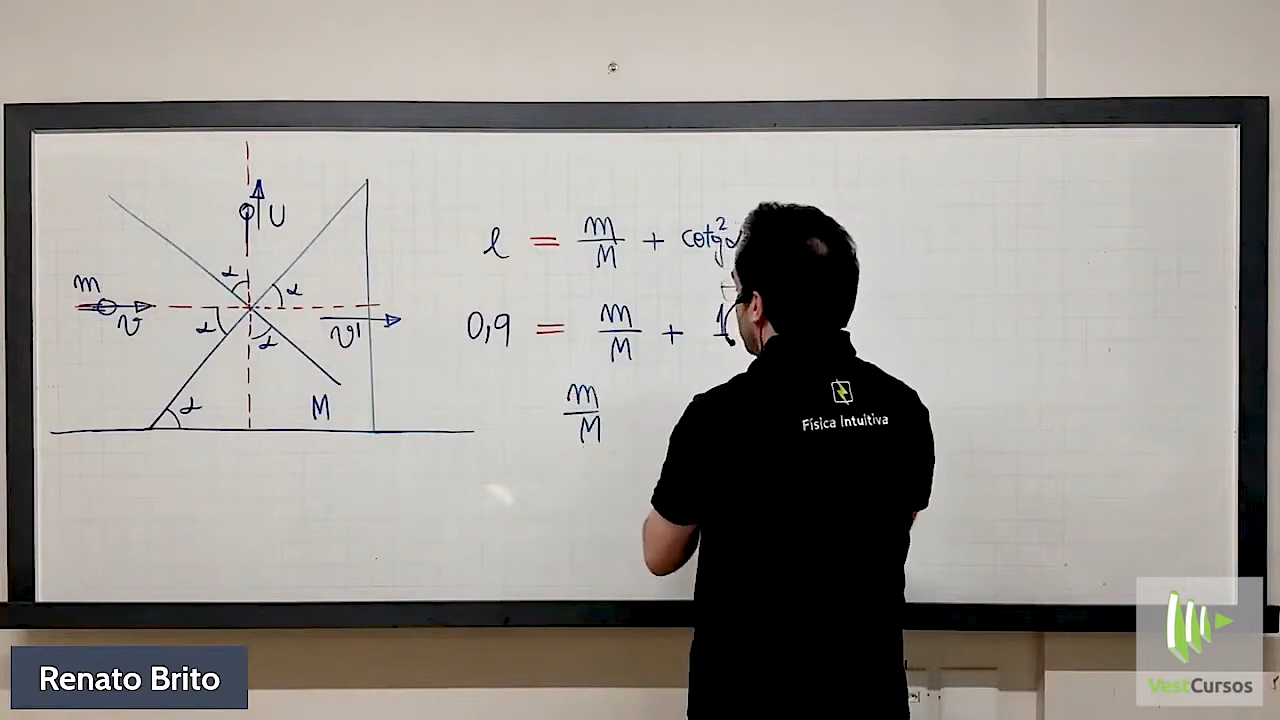 U
α
α
m
v
α
α
v'
α
M
e = m/M + cotg²α
0,9 = m/M + 1
m/M
Física Intuitiva
Renato Brito
VestCursos